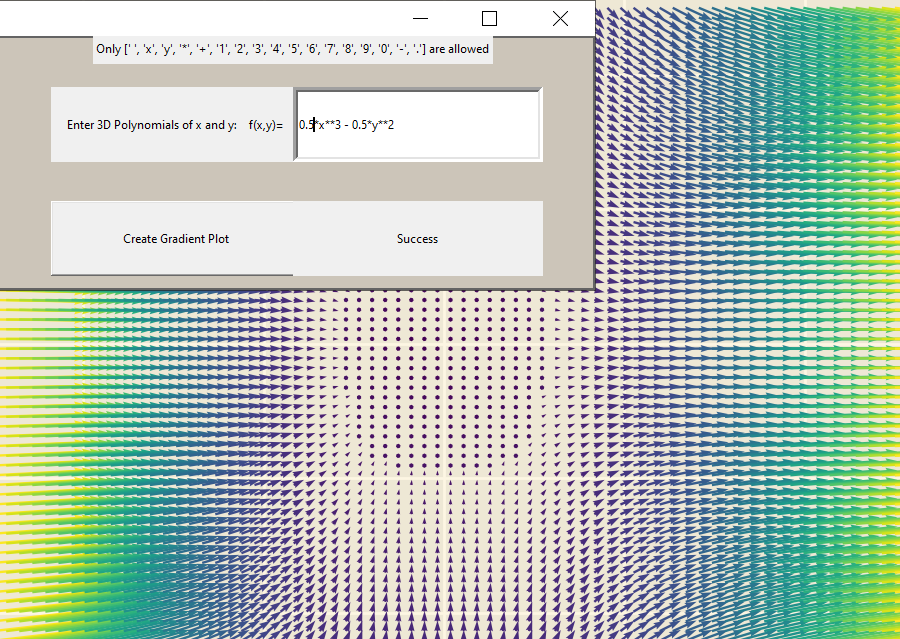 Only [' ', 'x', 'y', '*', '+', '1', '2', '3', '4', '5', '6', '7', '8', '9', '0', '-', '.'] are allowed
Enter 3D Polynomials of x and y: f(x,y)= 0.5*x**3 - 0.5*y**2
Create Gradient Plot Success